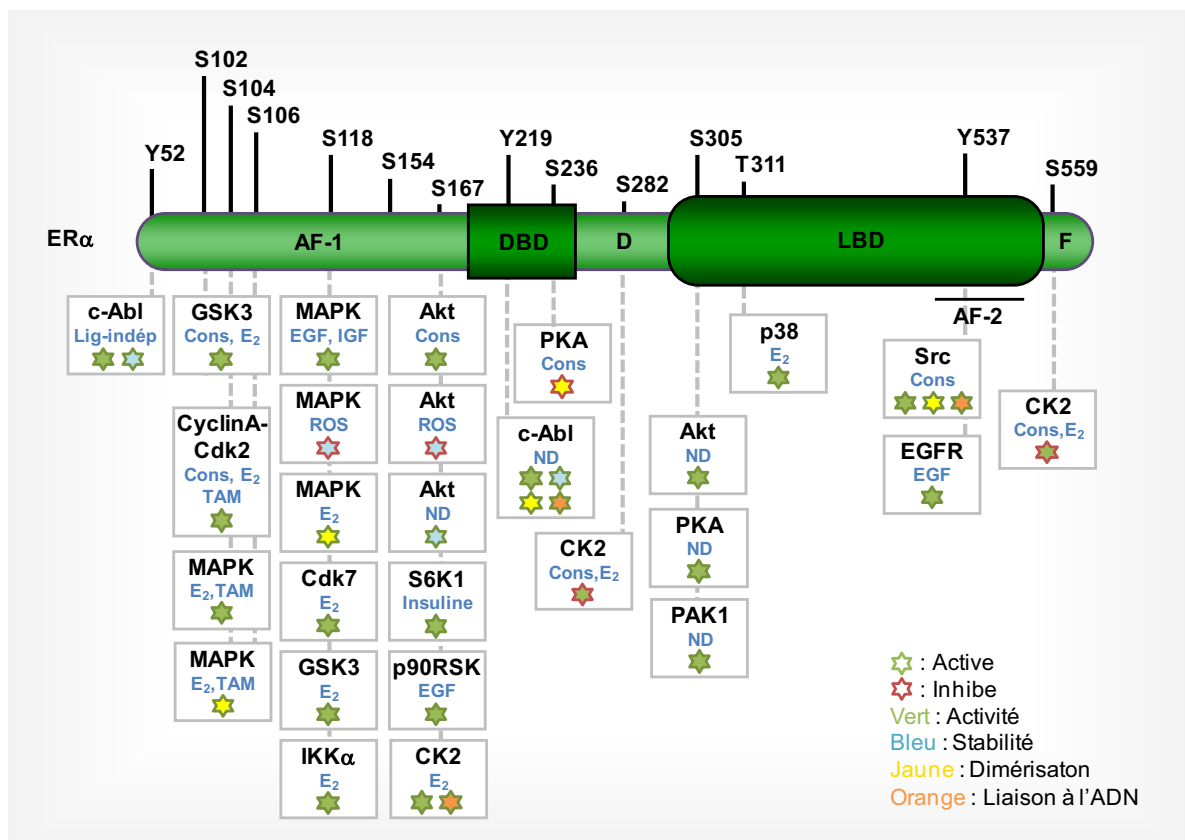 S102
S104
S106
Y52
S118
S154
S167
Y219
S236
S282
S305
T311
Y537
S559
ERα
AF-1
DBD
D
LBD
F
AF-2
c-Abl
Lig-indép
GSK3
Cons, E₂
CyclinA-
Cdk2
Cons, E₂
TAM
MAPK
E₂,TAM
MAPK
E₂,TAM
MAPK
EGF, IGF
MAPK
ROS
MAPK
E₂
Cdk7
E₂
GSK3
E₂
IKKα
E₂
Akt
Cons
Akt
ROS
Akt
ND
S6K1
Insuline
p90RSK
EGF
CK2
E₂
PKA
Cons
c-Abl
ND
CK2
Cons,E₂
Akt
ND
PKA
ND
PAK1
ND
p38
E₂
Src
Cons
EGFR
EGF
CK2
Cons,E₂
: Active
: Inhibe
Vert : Activité
Bleu : Stabilité
Jaune : Dimérisaton
Orange : Liaison à l'ADN